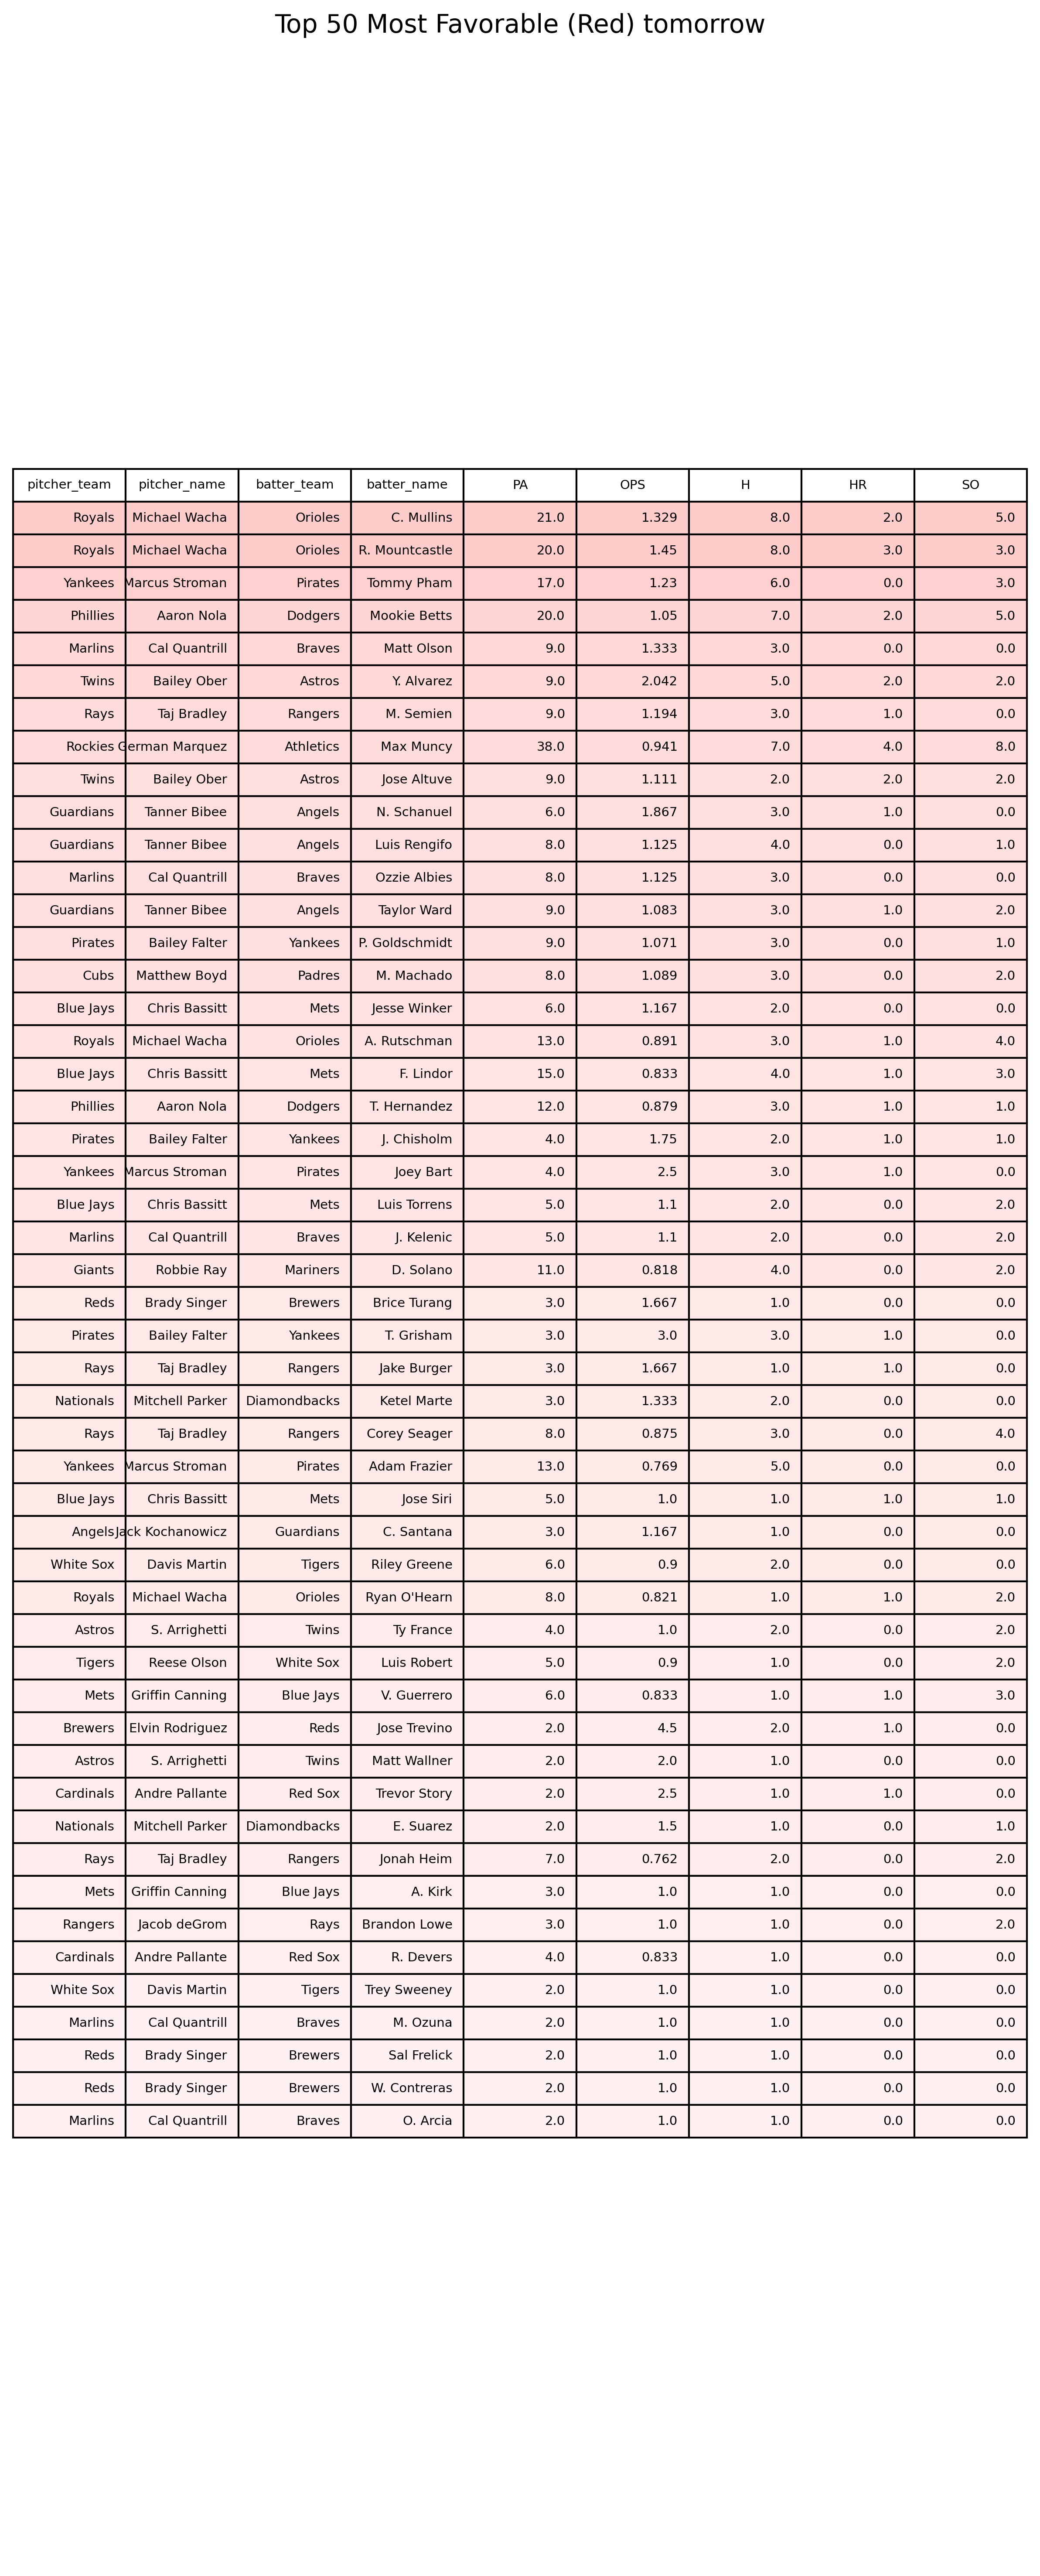 Top 50 Most Favorable (Red) tomorrow
pitcher_team pitcher_name batter_team batter_name PA OPS H HR SO
Royals Michael Wacha Orioles C. Mullins 21.0 1.329 8.0 2.0 5.0
Royals Michael Wacha Orioles R. Mountcastle 20.0 1.45 8.0 3.0 3.0
Yankees Marcus Stroman Pirates Tommy Pham 17.0 1.23 6.0 0.0 3.0
Phillies Aaron Nola Dodgers Mookie Betts 20.0 1.05 7.0 2.0 5.0
Marlins Cal Quantrill Braves Matt Olson 9.0 1.333 3.0 0.0 0.0
Twins Bailey Ober Astros Y. Alvarez 9.0 2.042 5.0 2.0 2.0
Rays Taj Bradley Rangers M. Semien 9.0 1.194 3.0 1.0 0.0
Rockies German Marquez Athletics Max Muncy 38.0 0.941 7.0 4.0 8.0
Twins Bailey Ober Astros Jose Altuve 9.0 1.111 2.0 2.0 2.0
Guardians Tanner Bibee Angels N. Schanuel 6.0 1.867 3.0 1.0 0.0
Guardians Tanner Bibee Angels Luis Rengifo 8.0 1.125 4.0 0.0 1.0
Marlins Cal Quantrill Braves Ozzie Albies 8.0 1.125 3.0 0.0 0.0
Guardians Tanner Bibee Angels Taylor Ward 9.0 1.083 3.0 1.0 2.0
Pirates Bailey Falter Yankees P. Goldschmidt 9.0 1.071 3.0 0.0 1.0
Cubs Matthew Boyd Padres M. Machado 8.0 1.089 3.0 0.0 2.0
Blue Jays Chris Bassitt Mets Jesse Winker 6.0 1.167 2.0 0.0 0.0
Royals Michael Wacha Orioles A. Rutschman 13.0 0.891 3.0 1.0 4.0
Blue Jays Chris Bassitt Mets F. Lindor 15.0 0.833 4.0 1.0 3.0
Phillies Aaron Nola Dodgers T. Hernandez 12.0 0.879 3.0 1.0 1.0
Pirates Bailey Falter Yankees J. Chisholm 4.0 1.75 2.0 1.0 1.0
Yankees Marcus Stroman Pirates Joey Bart 4.0 2.5 3.0 1.0 0.0
Blue Jays Chris Bassitt Mets Luis Torrens 5.0 1.1 2.0 0.0 2.0
Marlins Cal Quantrill Braves J. Kelenic 5.0 1.1 2.0 0.0 2.0
Giants Robbie Ray Mariners D. Solano 11.0 0.818 4.0 0.0 2.0
Reds Brady Singer Brewers Brice Turang 3.0 1.667 1.0 0.0 0.0
Pirates Bailey Falter Yankees T. Grisham 3.0 3.0 3.0 1.0 0.0
Rays Taj Bradley Rangers Jake Burger 3.0 1.667 1.0 1.0 0.0
Nationals Mitchell Parker Diamondbacks Ketel Marte 3.0 1.333 2.0 0.0 0.0
Rays Taj Bradley Rangers Corey Seager 8.0 0.875 3.0 0.0 4.0
Yankees Marcus Stroman Pirates Adam Frazier 13.0 0.769 5.0 0.0 0.0
Blue Jays Chris Bassitt Mets Jose Siri 5.0 1.0 1.0 1.0 1.0
Angels Jack Kochanowicz Guardians C. Santana 3.0 1.167 1.0 0.0 0.0
White Sox Davis Martin Tigers Riley Greene 6.0 0.9 2.0 0.0 0.0
Royals Michael Wacha Orioles Ryan O'Hearn 8.0 0.821 1.0 1.0 2.0
Astros S. Arrighetti Twins Ty France 4.0 1.0 2.0 0.0 2.0
Tigers Reese Olson White Sox Luis Robert 5.0 0.9 1.0 0.0 2.0
Mets Griffin Canning Blue Jays V. Guerrero 6.0 0.833 1.0 1.0 3.0
Brewers Elvin Rodriguez Reds Jose Trevino 2.0 4.5 2.0 1.0 0.0
Astros S. Arrighetti Twins Matt Wallner 2.0 2.0 1.0 0.0 0.0
Cardinals Andre Pallante Red Sox Trevor Story 2.0 2.5 1.0 1.0 0.0
Nationals Mitchell Parker Diamondbacks E. Suarez 2.0 1.5 1.0 0.0 1.0
Rays Taj Bradley Rangers Jonah Heim 7.0 0.762 2.0 0.0 2.0
Mets Griffin Canning Blue Jays A. Kirk 3.0 1.0 1.0 0.0 0.0
Rangers Jacob deGrom Rays Brandon Lowe 3.0 1.0 1.0 0.0 2.0
Cardinals Andre Pallante Red Sox R. Devers 4.0 0.833 1.0 0.0 0.0
White Sox Davis Martin Tigers Trey Sweeney 2.0 1.0 1.0 0.0 0.0
Marlins Cal Quantrill Braves M. Ozuna 2.0 1.0 1.0 0.0 0.0
Reds Brady Singer Brewers Sal Frelick 2.0 1.0 1.0 0.0 0.0
Reds Brady Singer Brewers W. Contreras 2.0 1.0 1.0 0.0 0.0
Marlins Cal Quantrill Braves O. Arcia 2.0 1.0 1.0 0.0 0.0